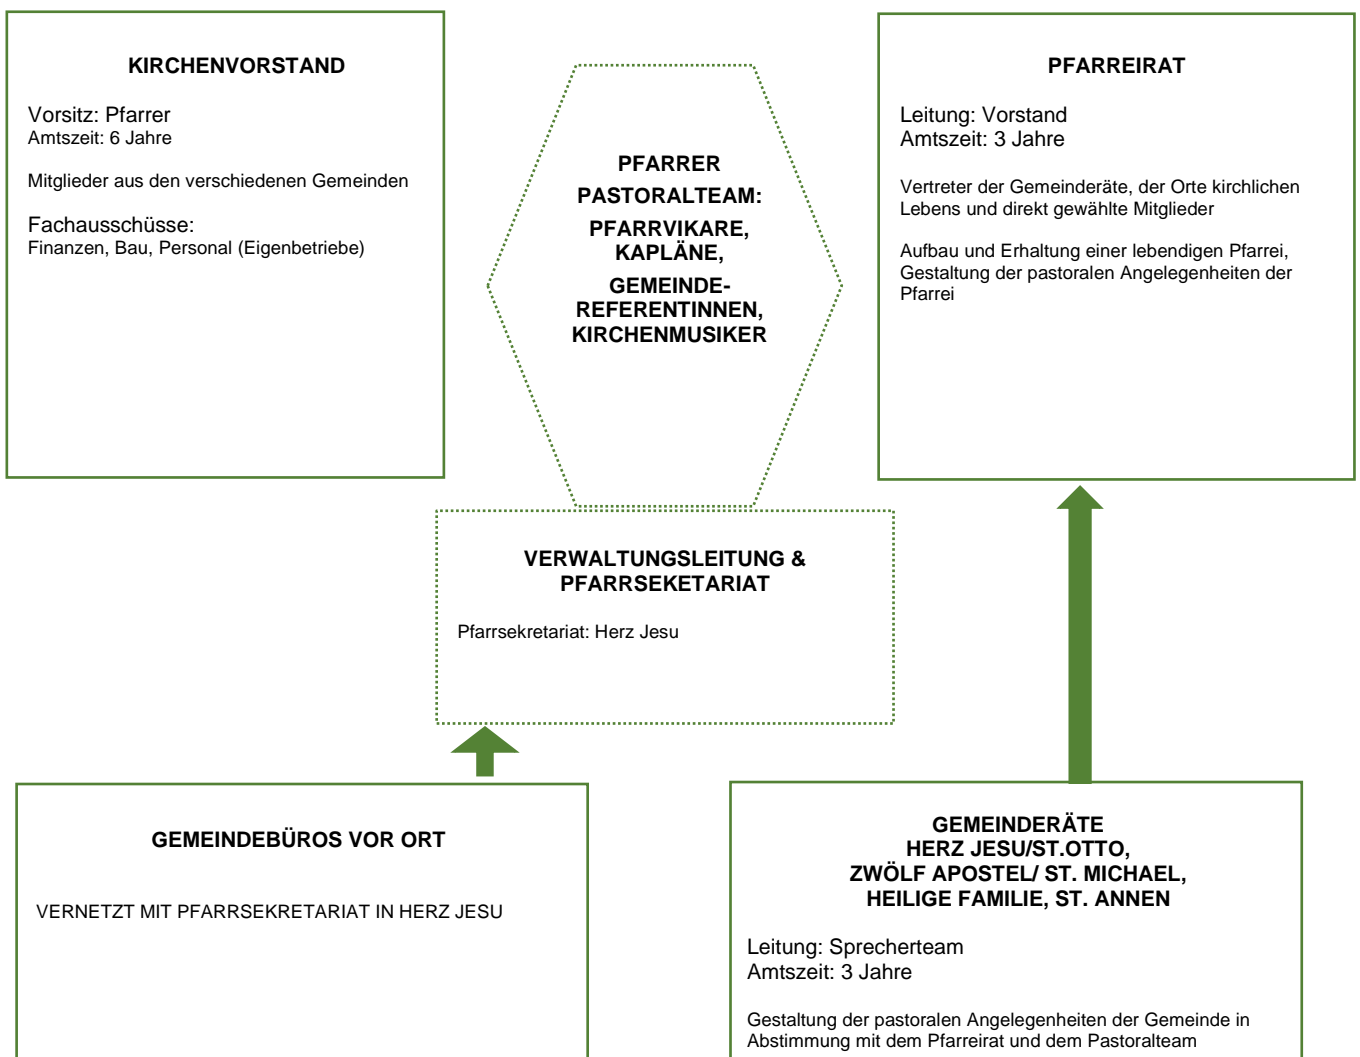 KIRCHENVORSTAND
Vorsitz: Pfarrer
Amtszeit: 6 Jahre
Mitglieder aus den verschiedenen Gemeinden
Fachausschüsse:
Finanzen, Bau, Personal (Eigenbetriebe)
PFARRER
PASTORALTEAM:
PFARRVIKARE,
KAPLÄNE,
GEMEINDE-
REFERENTINNEN,
KIRCHENMUSIKER
PFARREIRAT
Leitung: Vorstand
Amtszeit: 3 Jahre
Vertreter der Gemeinderäte, der Orte kirchlichen
Lebens und direkt gewählte Mitglieder
Aufbau und Erhaltung einer lebendigen Pfarrei,
Gestaltung der pastoralen Angelegenheiten der
Pfarrei
VERWALTUNGSLEITUNG &
PFARRSEKETARIAT
Pfarrsekretariat: Herz Jesu
GEMEINDEBÜROS VOR ORT
VERNETZT MIT PFARRSEKRETARIAT IN HERZ JESU
GEMEINDERÄTE
HERZ JESU/ST.OTTO,
ZWÖLF APOSTEL/ ST. MICHAEL,
HEILIGE FAMILIE, ST. ANNEN
Leitung: Sprecherteam
Amtszeit: 3 Jahre
Gestaltung der pastoralen Angelegenheiten der Gemeinde in
Abstimmung mit dem Pfarreirat und dem Pastoralteam